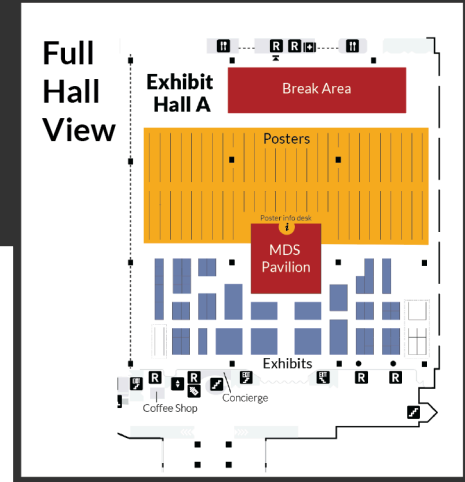 Full
Hall
View
Exhibit
Hall A
R R
Break Area
Posters
Poster info desk
i
MDS
Pavilion
Exhibits
R R R R
Coffee Shop
Concierge